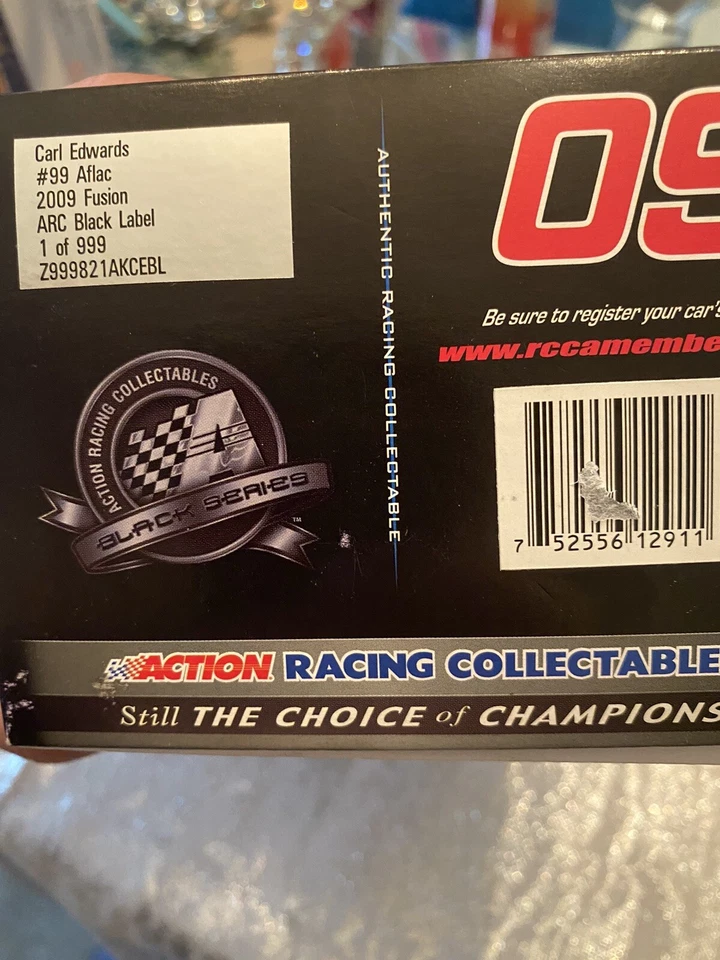 Carl Edwards
#99 Aflac
2009 Fusion
ARC Black Label
1 of 999
Z999821AKCEBL
AUTHENTIC RACING COLLECTABLE
09
Be sure to register your car's
www.rccamembe
ACTION RACING COLLECTABLES
A
BLACK SERIES™
7 52556 12911
ACTION RACING COLLECTABLE
Still THE CHOICE of CHAMPIONS